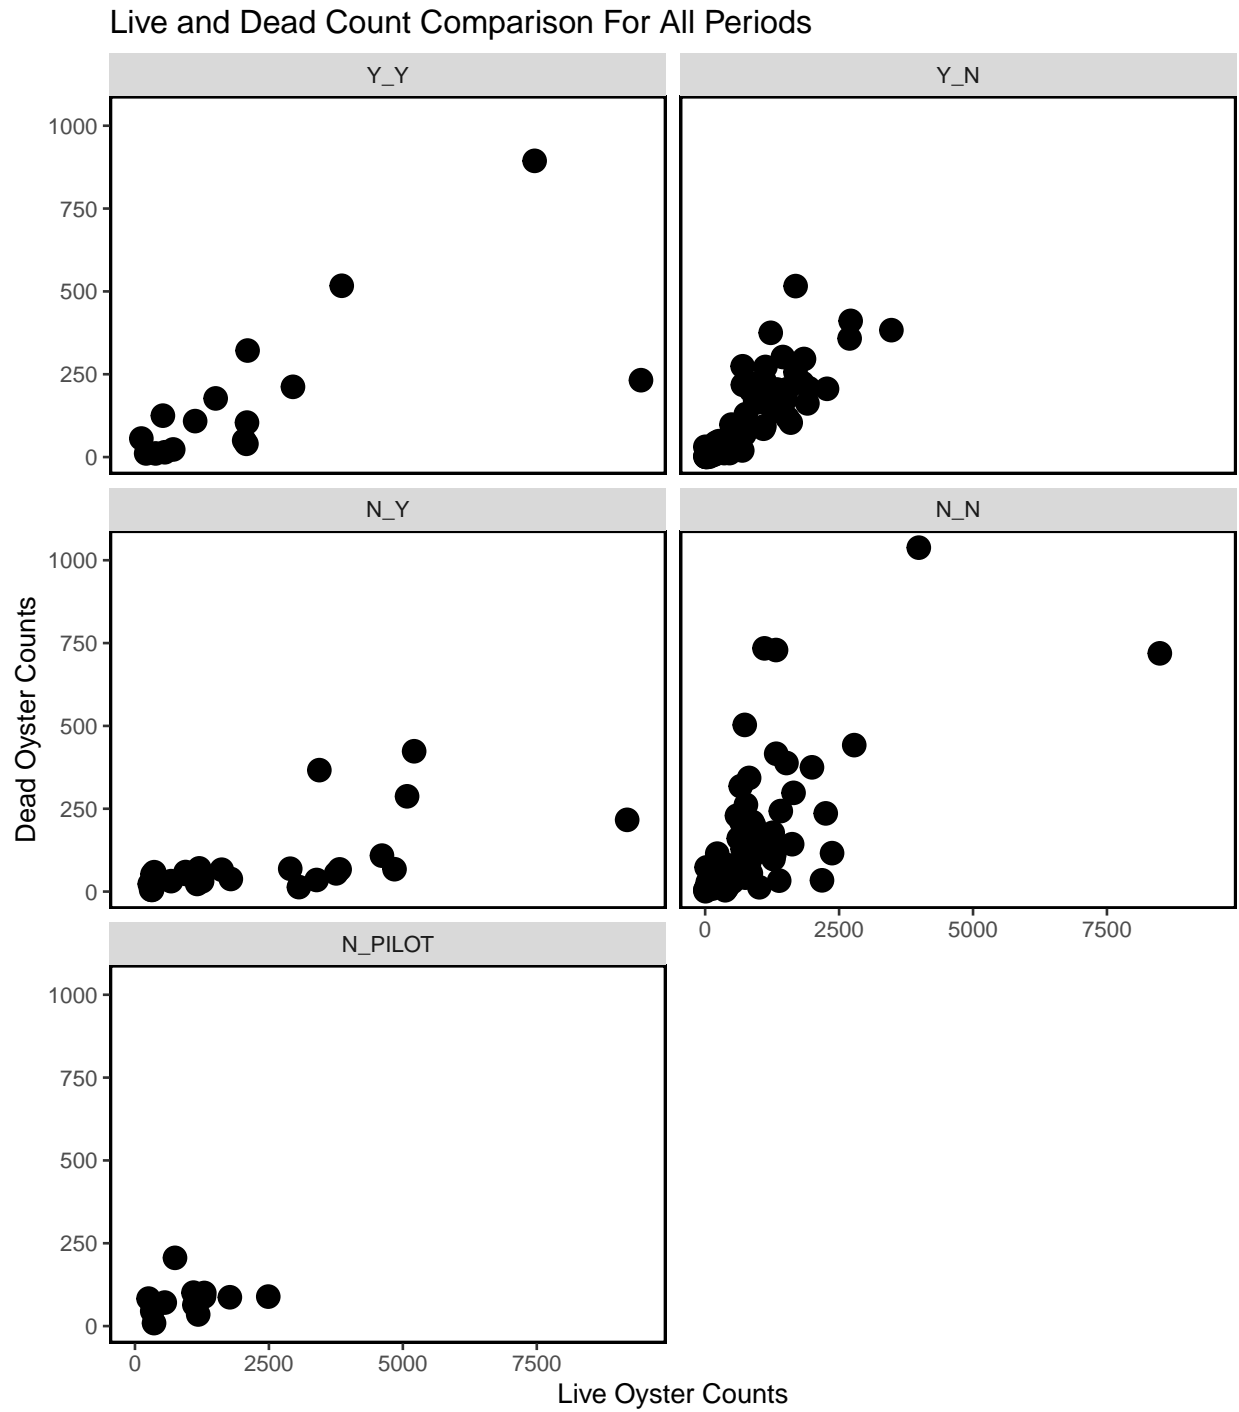 Live and Dead Count Comparison For All Periods
Y_Y
Y_N
1000
750
500
250
0
N_Y
N_N
1000
750
500
250
0
0 2500 5000 7500
N_PILOT
1000
750
500
250
0
0 2500 5000 7500
Live Oyster Counts
Dead Oyster Counts